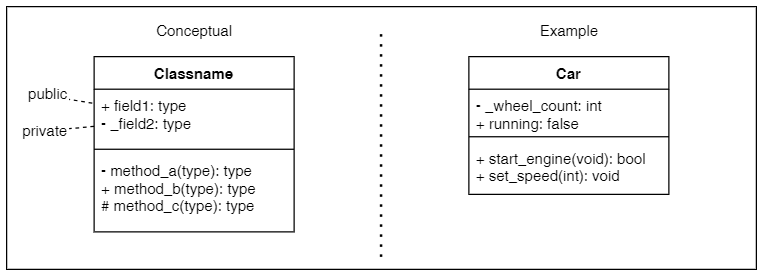 Conceptual
Classname
public
+ field1: type
private
- _field2: type
- method_a(type): type
+ method_b(type): type
# method_c(type): type
Example
Car
- _wheel_count: int
+ running: false
+ start_engine(void): bool
+ set_speed(int): void